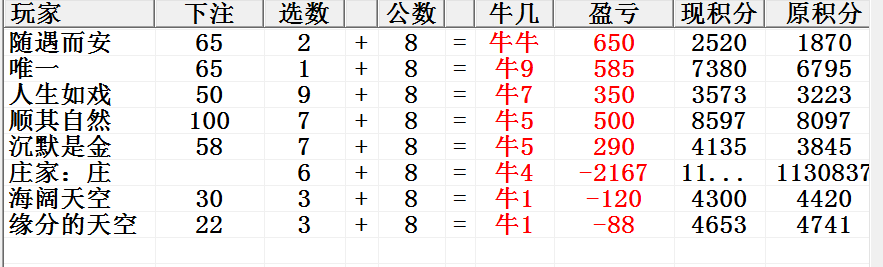 玩家 下注 选数 公数 牛几 盈亏 现积分 原积分
随遇而安 65 2 + 8 = 牛牛 650 2520 1870
唯一 65 1 + 8 = 牛9 585 7380 6795
人生如戏 50 9 + 8 = 牛7 350 3573 3223
顺其自然 100 7 + 8 = 牛5 500 8597 8097
沉默是金 58 7 + 8 = 牛5 290 4135 3845
庄家：庄 6 + 8 = 牛4 -2167 11... 1130837
海阔天空 30 3 + 8 = 牛1 -120 4300 4420
缘分的天空 22 3 + 8 = 牛1 -88 4653 4741